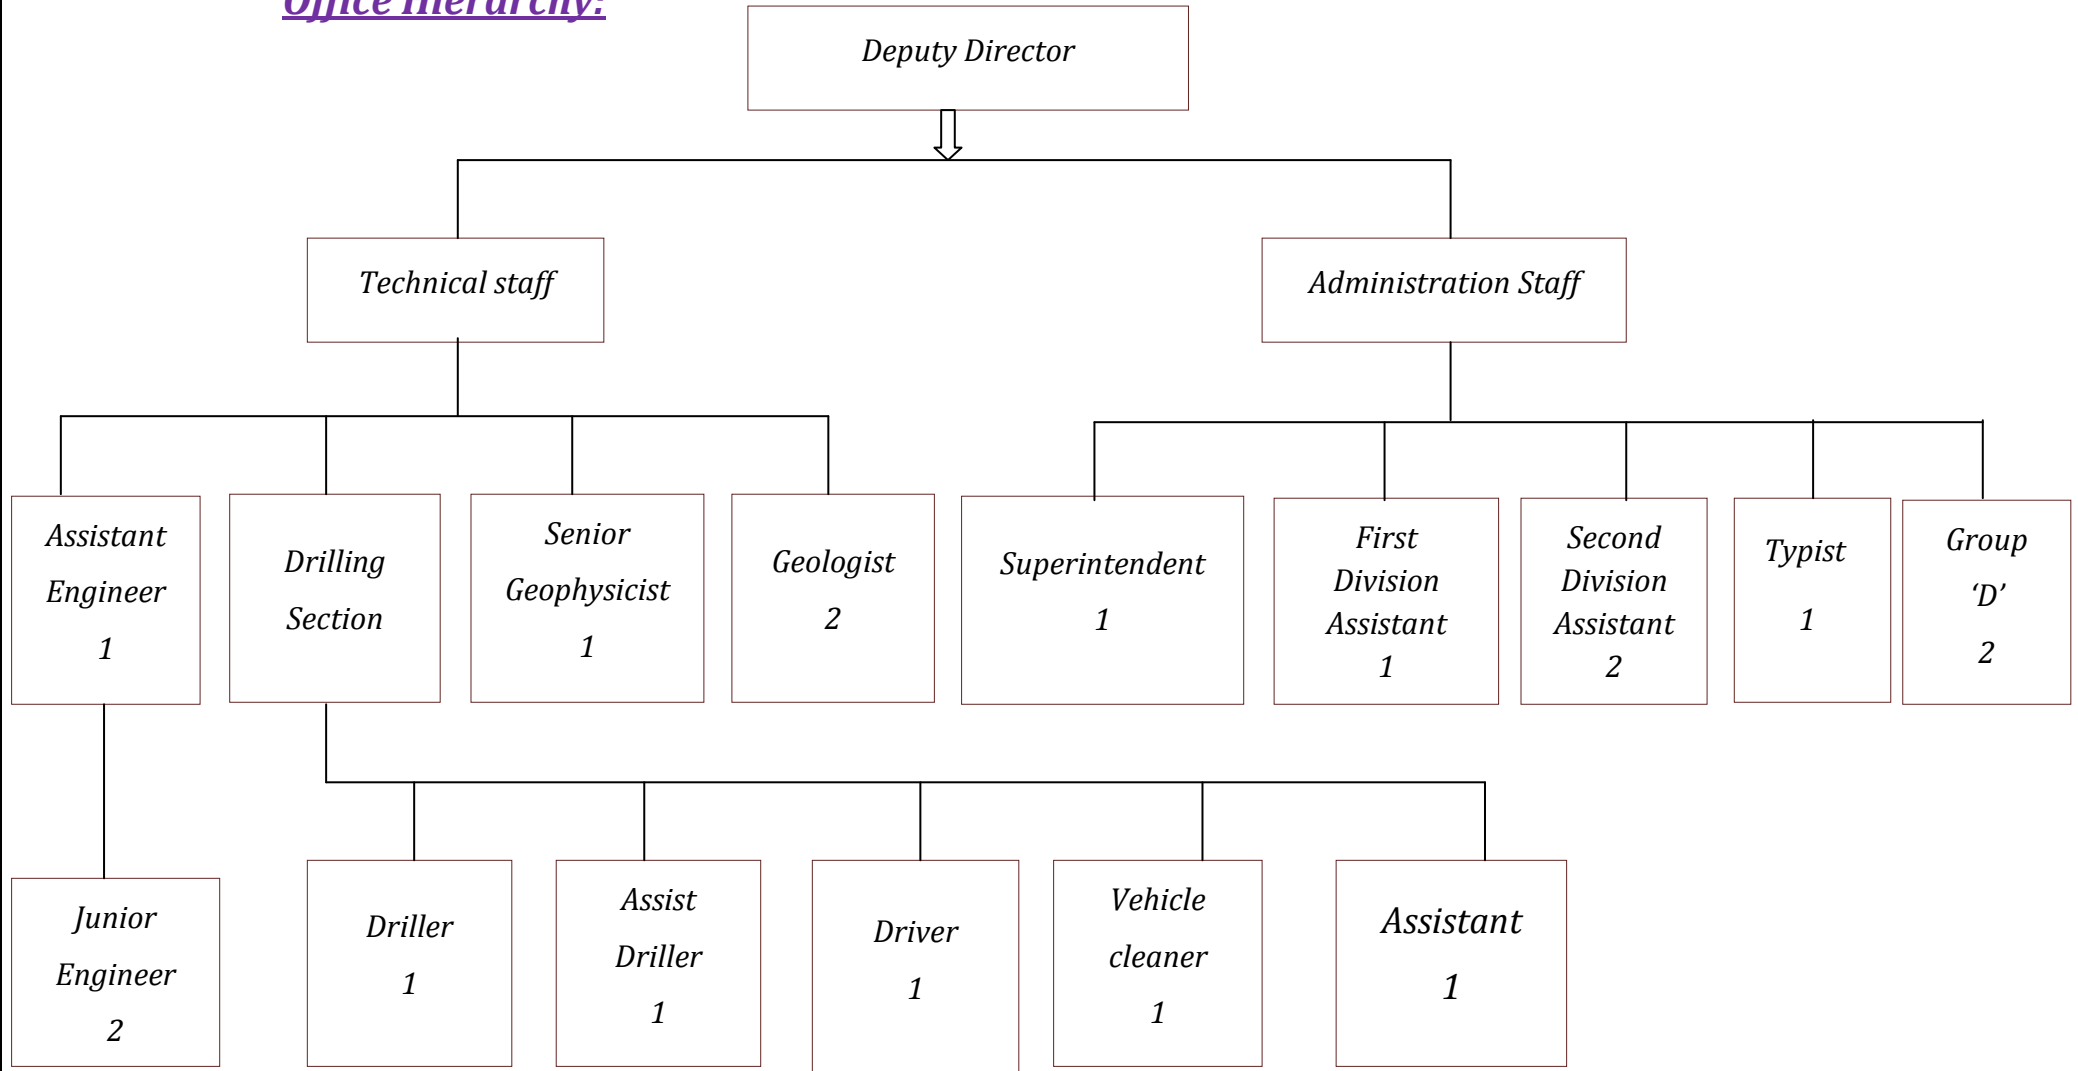 Office Hierarchy:
Deputy Director
Technical staff
Administration Staff
Assistant
Engineer
1
Drilling
Section
Senior
Geophysicist
1
Geologist
2
Superintendent
1
First
Division
Assistant
1
Second
Division
Assistant
2
Typist
1
Group
‘D’
2
Junior
Engineer
2
Driller
1
Assist
Driller
1
Driver
1
Vehicle
cleaner
1
Assistant
1